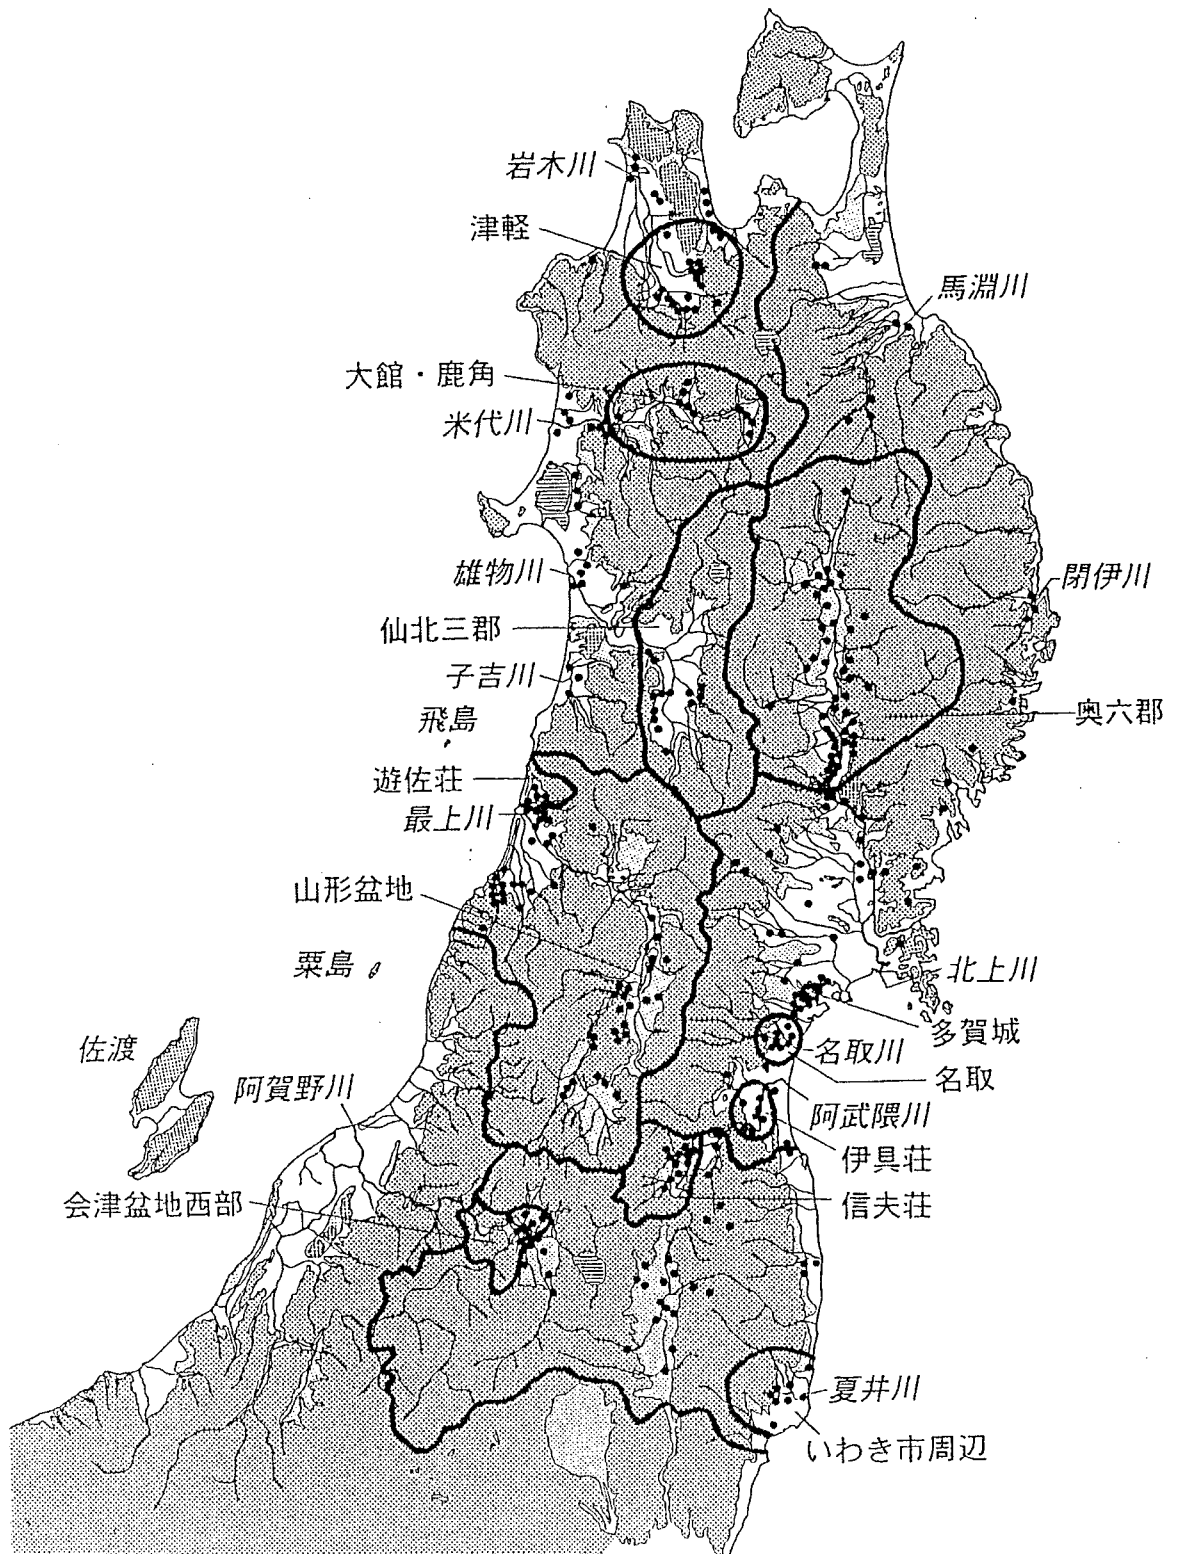 岩木川
津軽
馬淵川
大館・鹿角
米代川
雄物川
閉伊川
仙北三郡
子吉川
飛島
奥六郡
遊佐荘
最上川
山形盆地
粟島
北上川
多賀城
佐渡
名取川
阿賀野川
名取
阿武隈川
伊具荘
会津盆地西部
信夫荘
夏井川
いわき市周辺